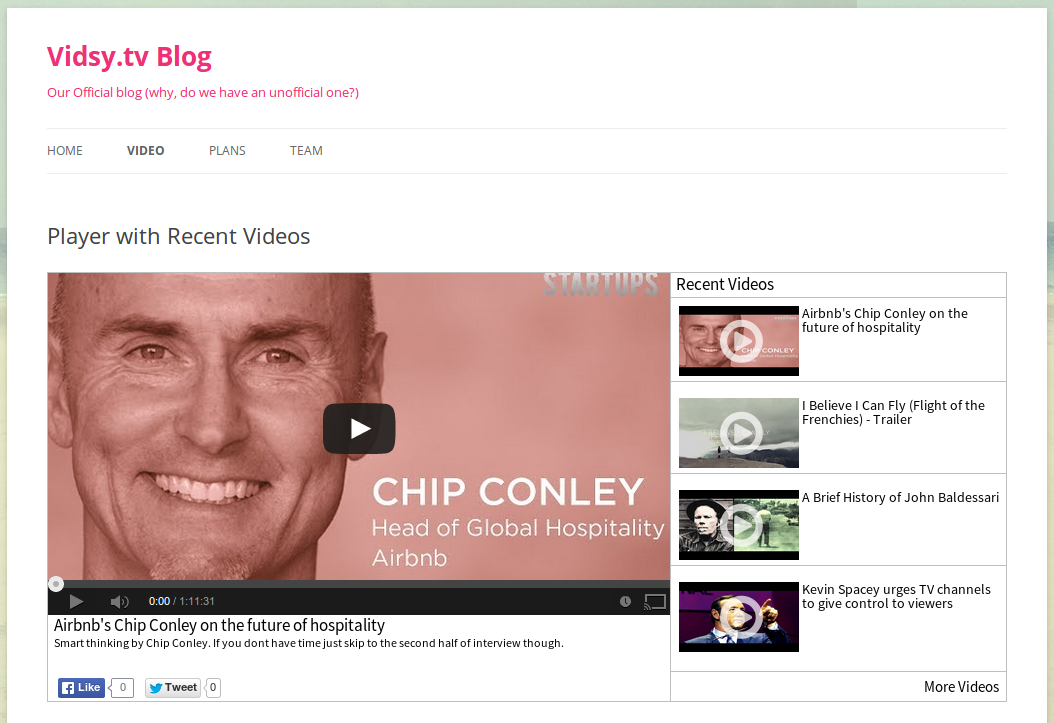 Vidsy.tv Blog
Our Official blog (why, do we have an unofficial one?)
HOME VIDEO PLANS TEAM
Player with Recent Videos
STARTUPS
CHIP CONLEY
Head of Global Hospitality
Airbnb
0:00 / 1:11:31
Airbnb's Chip Conley on the future of hospitality
Smart thinking by Chip Conley. If you dont have time just skip to the second half of interview though.
Like 0 Tweet 0
Recent Videos
Airbnb's Chip Conley on the
future of hospitality
I Believe I Can Fly (Flight of the
Frenchies) - Trailer
A Brief History of John Baldessari
Kevin Spacey urges TV channels
to give control to viewers
More Videos